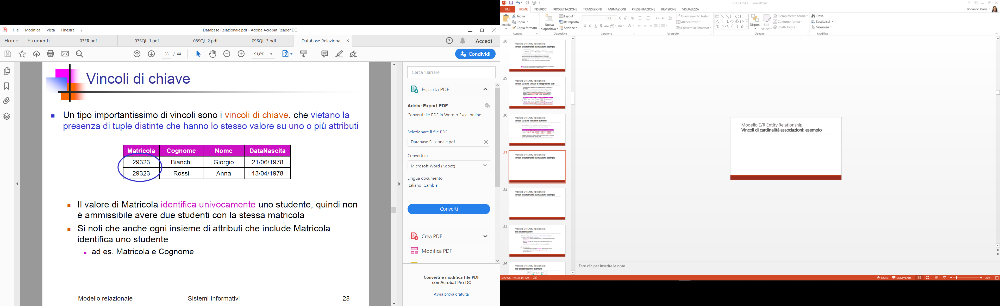 File Modifica Vista Finestra ?
Database Relazionale.pdf - Adobe Acrobat Reader DC
Home Strumenti 03ER.pdf 07SQL-1.pdf 08SQL-2.pdf 09SQL-3.pdf Database Relaziona... × Accedi
28 / 44 91,8% Condividi
Vincoli di chiave
Un tipo importantissimo di vincoli sono i vincoli di chiave, che vietano la
presenza di tuple distinte che hanno lo stesso valore su uno o più attributi
Matricola Cognome Nome DataNascita
29323 Bianchi Giorgio 21/06/1978
29323 Rossi Anna 13/04/1978
Il valore di Matricola identifica univocamente uno studente, quindi non
è ammissibile avere due studenti con la stessa matricola
Si noti che anche ogni insieme di attributi che include Matricola
identifica uno studente
ad es. Matricola e Cognome
Modello relazionale Sistemi Informativi 28
Cerca 'Barrare'
Esporta PDF
Adobe Export PDF
Converti file PDF in Word o Excel online
Selezionare il file PDF
Database R...zionale.pdf
Converti in
Microsoft Word (*.docx)
Lingua documento:
Italiano Cambia
Converti
Crea PDF
Modifica PDF
Converti e modifica file PDF
con Acrobat Pro DC
Avvia prova gratuita
CORSO SQL - PowerPoint
FILE HOME INSERISCI PROGETTAZIONE TRANSIZIONI ANIMAZIONI PRESENTAZIONE REVISIONE VISUALIZZA Bonanno Daria
Incolla
Taglia
Copia
Copia formato
Appunti
Nuova
diapositiva
Layout
Reimposta
Sezione
Diapositive
43
G C S S abc AV Aa A
Carattere
Orientamento testo
Allinea testo
Converti in SmartArt
Paragrafo
Disponi
Stili
veloci
Riempimento forma
Contorno forma
Effetti forma
Disegno
Trova
Sostituisci
Seleziona
Modifica
28
Modello E/R Entity Relationship
Vincoli di cardinalità associazioni: esempio
29
Modello E/R Entity Relationship
Vincoli sui dati: Vincoli di integrità dei dati
30
Modello E/R Entity Relationship
Vincoli sui dati: vincoli di dominio
31
Modello E/R Entity Relationship
Vincoli di cardinalità associazioni: esempio
32
Modello E/R Entity Relationship
Vincoli di cardinalità associazioni: esempio
33
Modello E/R Entity Relationship
Tipi di associazioni
34
Modello E/R Entity Relationship
Tipi di associazioni: esempio
Modello E/R Entity Relationship
Vincoli di cardinalità associazioni: esempio
Fare clic per inserire le note
DIAPOSITIVA 31 DI 120 NOTE COMMENTI 33%